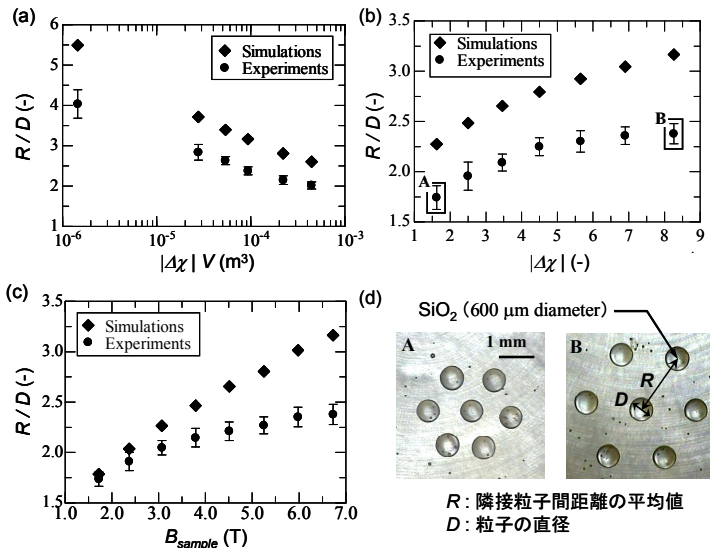 (a)
6
5
4
3
2
1
R / D (-)
Simulations
Experiments
10⁻⁶ 10⁻⁵ 10⁻⁴ 10⁻³
|Δχ| V (m³)
(b)
3.5
3.0
2.5
2.0
1.5
R / D (-)
Simulations
Experiments
A
B
1 2 3 4 5 6 7 8 9
|Δχ| (-)
(c)
3.5
3.0
2.5
2.0
1.5
R / D (-)
Simulations
Experiments
1.0 2.0 3.0 4.0 5.0 6.0 7.0
B_sample (T)
(d)
SiO₂ (600 μm diameter)
A
1 mm
B
R
D
R : 隣接粒子間距離の平均値
D : 粒子の直径